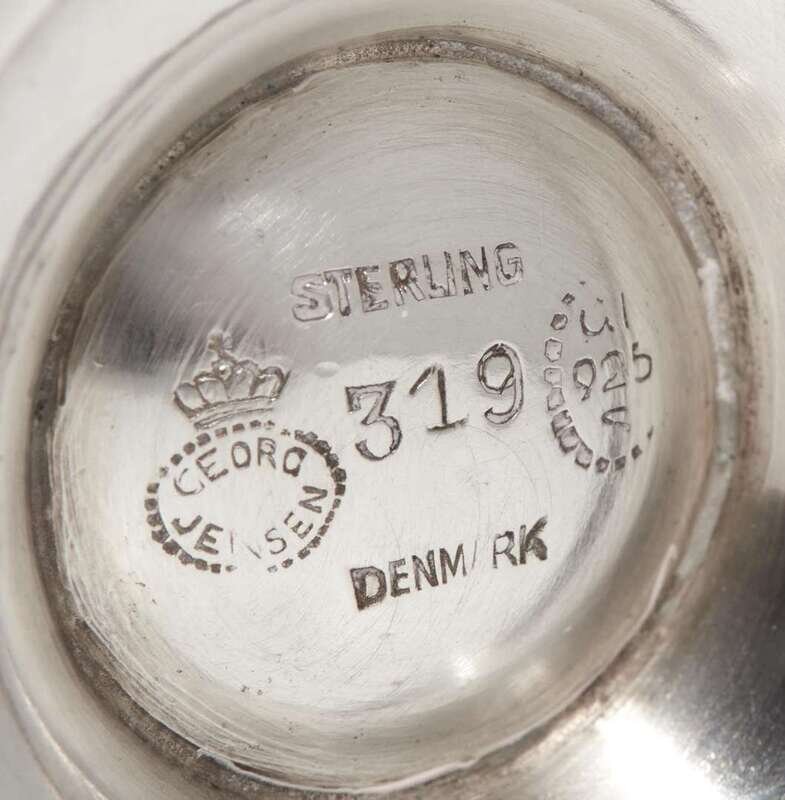 STERLING
319
925
S
GEORG
JENSEN
DENMARK